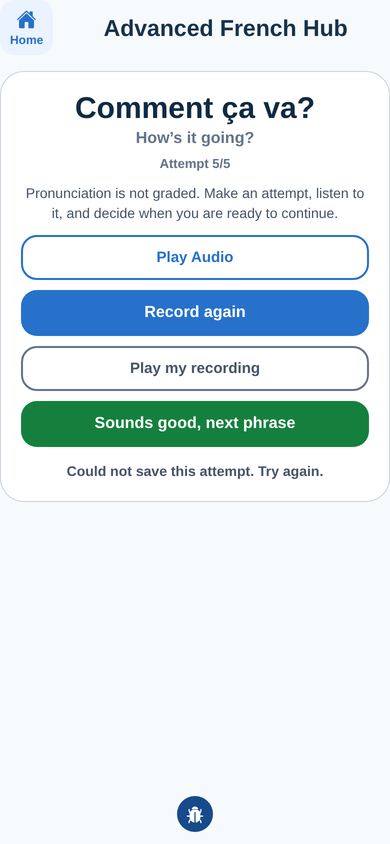 Home
Advanced French Hub
Comment ça va?
How’s it going?
Attempt 5/5
Pronunciation is not graded. Make an attempt, listen to
it, and decide when you are ready to continue.
Play Audio
Record again
Play my recording
Sounds good, next phrase
Could not save this attempt. Try again.